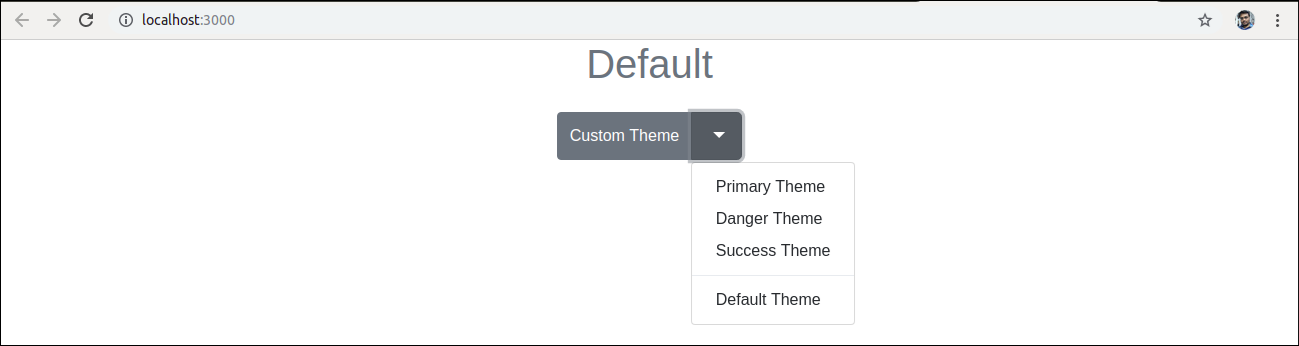 localhost:3000
Default
Custom Theme
Primary Theme
Danger Theme
Success Theme
Default Theme